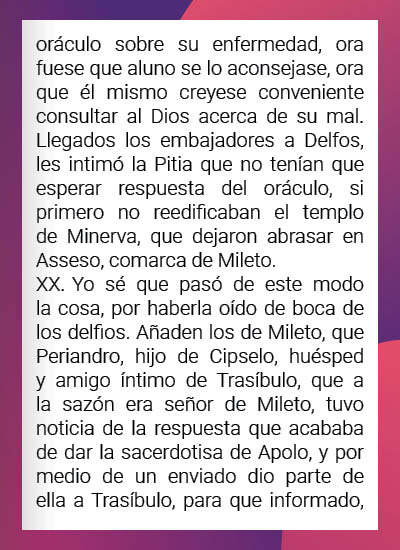 oráculo sobre su enfermedad, ora
fuese que aluno se lo aconsejase, ora
que él mismo creyese conveniente
consultar al Dios acerca de su mal.
Llegados los embajadores a Delfos,
les intimó la Pitia que no tenían que
esperar respuesta del oráculo, si
primero no reedificaban el templo
de Minerva, que dejaron abrasar en
Asseso, comarca de Mileto.
XX. Yo sé que pasó de este modo
la cosa, por haberla oído de boca de
los delfios. Añaden los de Mileto, que
Periandro, hijo de Cipselo, huésped
y amigo íntimo de Trasíbulo, que a
la sazón era señor de Mileto, tuvo
noticia de la respuesta que acababa
de dar la sacerdotisa de Apolo, y por
medio de un enviado dio parte de
ella a Trasíbulo, para que informado,